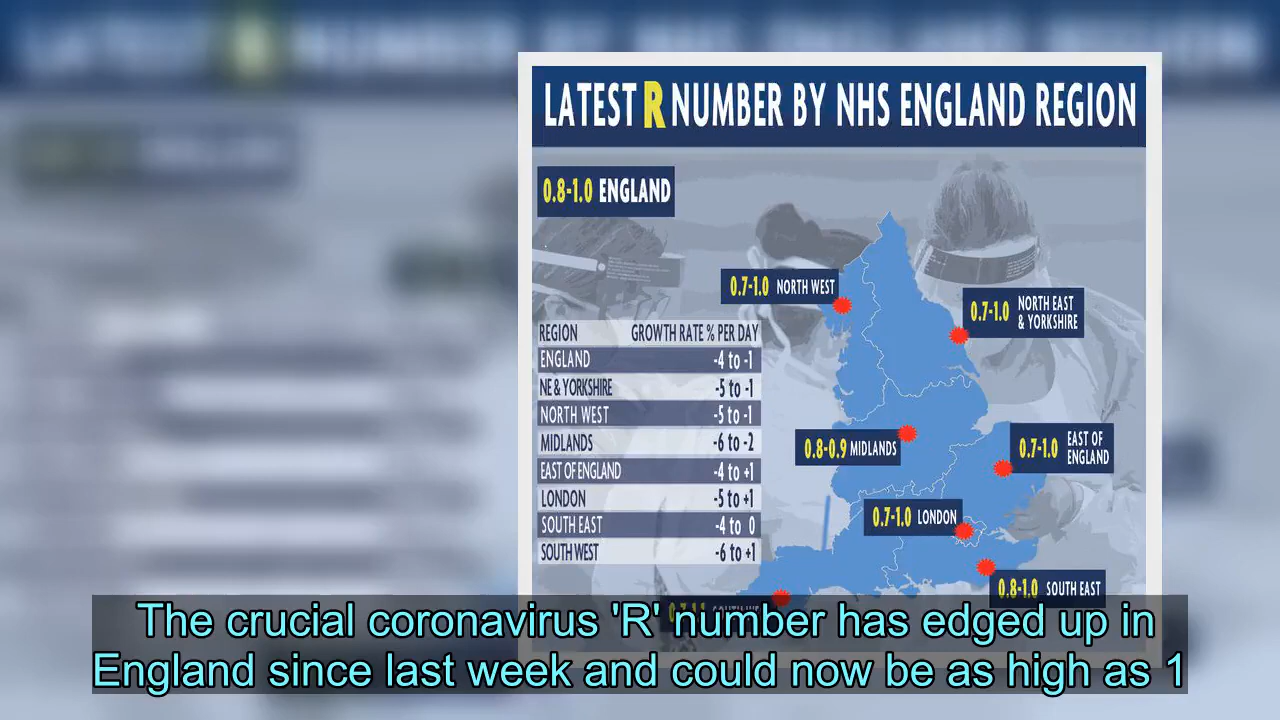 LATEST R NUMBER BY NHS ENGLAND REGION
0.8-1.0 ENGLAND
0.7-1.0 NORTH WEST
0.7-1.0 NORTH EAST
& YORKSHIRE
REGION GROWTH RATE % PER DAY
ENGLAND -4 to -1
NE & YORKSHIRE -5 to -1
NORTH WEST -5 to -1
MIDLANDS -6 to -2
EAST OF ENGLAND -4 to +1
LONDON -5 to +1
SOUTH EAST -4 to 0
SOUTH WEST -6 to +1
0.8-0.9 MIDLANDS
0.7-1.0 EAST OF
ENGLAND
0.7-1.0 LONDON
0.8-1.0 SOUTH EAST
The crucial coronavirus 'R' number has edged up in
England since last week and could now be as high as 1